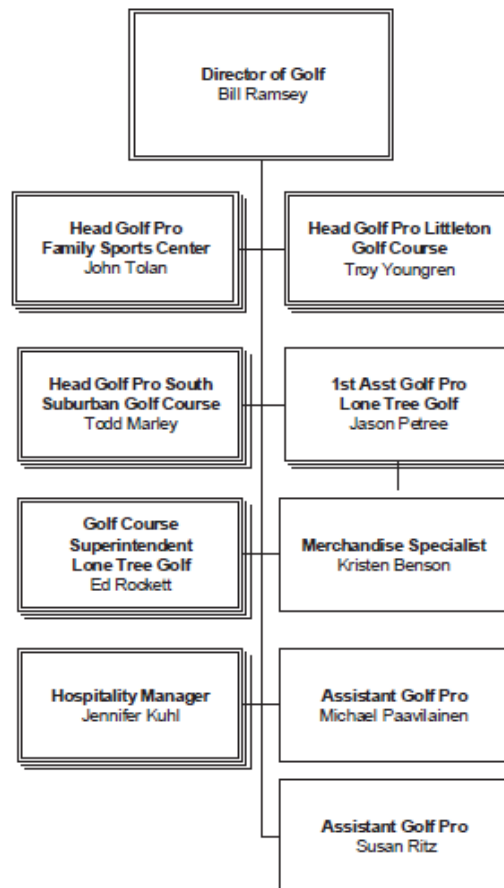 Director of Golf
Bill Ramsey
Head Golf Pro
Family Sports Center
John Tolan
Head Golf Pro Littleton
Golf Course
Troy Youngren
Head Golf Pro South
Suburban Golf Course
Todd Marley
1st Asst Golf Pro
Lone Tree Golf
Jason Petree
Golf Course
Superintendent
Lone Tree Golf
Ed Rockett
Merchandise Specialist
Kristen Benson
Hospitality Manager
Jennifer Kuhl
Assistant Golf Pro
Michael Paavilainen
Assistant Golf Pro
Susan Ritz